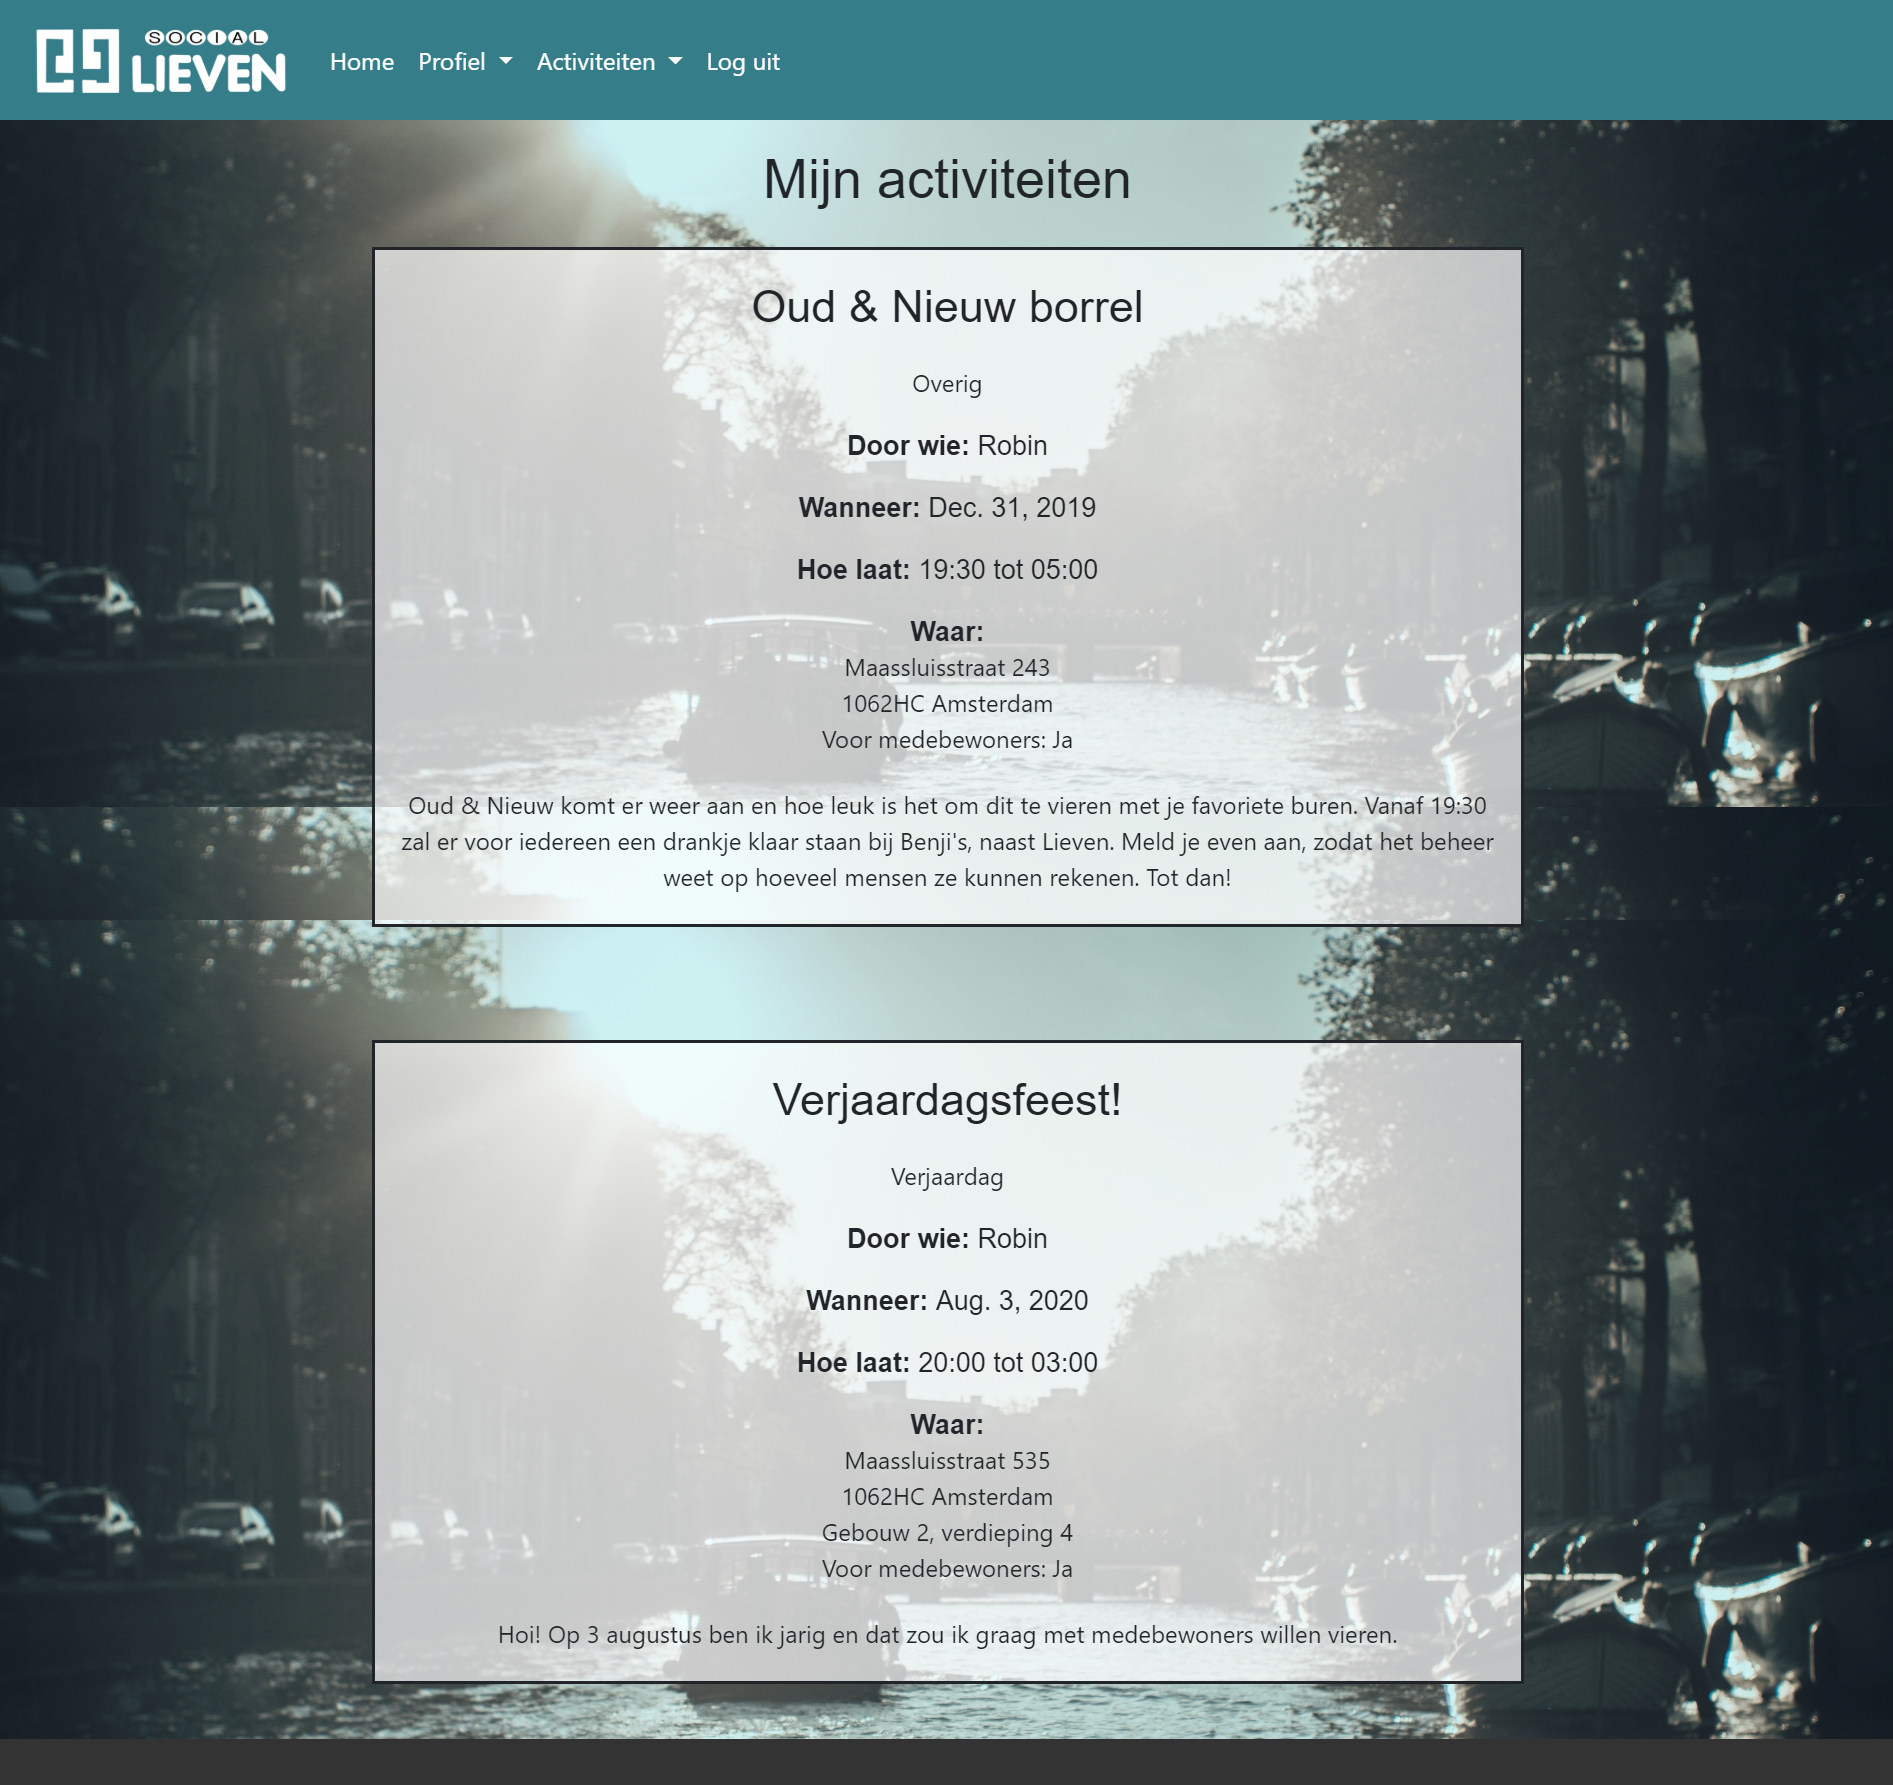 SOCIAL
LIEVEN
Home Profiel Activiteiten Log uit
Mijn activiteiten
Oud & Nieuw borrel
Overig
Door wie: Robin
Wanneer: Dec. 31, 2019
Hoe laat: 19:30 tot 05:00
Waar:
Maassluisstraat 243
1062HC Amsterdam
Voor medebewoners: Ja
Oud & Nieuw komt er weer aan en hoe leuk is het om dit te vieren met je favoriete buren. Vanaf 19:30
zal er voor iedereen een drankje klaar staan bij Benji's, naast Lieven. Meld je even aan, zodat het beheer
weet op hoeveel mensen ze kunnen rekenen. Tot dan!
Verjaardagsfeest!
Verjaardag
Door wie: Robin
Wanneer: Aug. 3, 2020
Hoe laat: 20:00 tot 03:00
Waar:
Maassluisstraat 535
1062HC Amsterdam
Gebouw 2, verdieping 4
Voor medebewoners: Ja
Hoi! Op 3 augustus ben ik jarig en dat zou ik graag met medebewoners willen vieren.